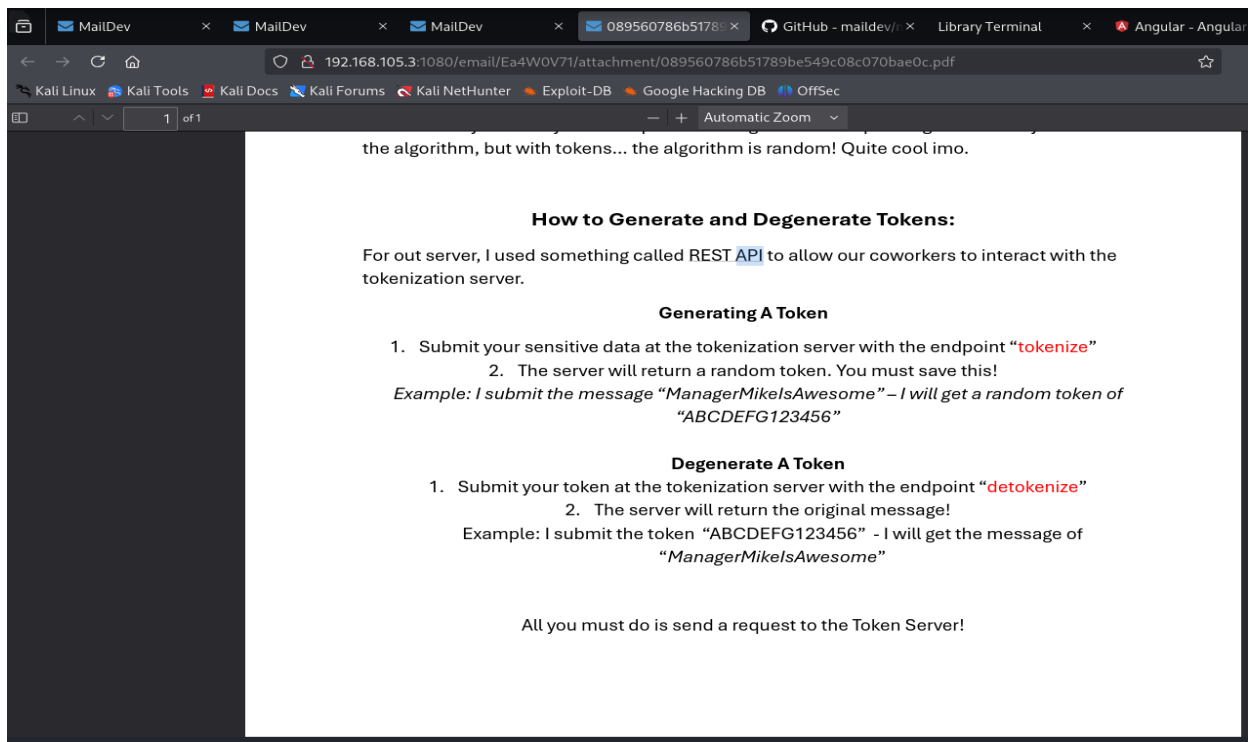 MailDev
MailDev
MailDev
089560786b51789
GitHub - maildev/
Library Terminal
Angular - Angular
192.168.105.3:1080/email/Ea4W0V71/attachment/089560786b51789be549c08c070bae0c.pdf
Kali Linux Kali Tools Kali Docs Kali Forums Kali NetHunter Exploit-DB Google Hacking DB OffSec
1 of 1 Automatic Zoom
the algorithm, but with tokens... the algorithm is random! Quite cool imo.
How to Generate and Degenerate Tokens:
For out server, I used something called REST API to allow our coworkers to interact with the
tokenization server.
Generating A Token
1. Submit your sensitive data at the tokenization server with the endpoint “tokenize”
2. The server will return a random token. You must save this!
Example: I submit the message “ManagerMikeIsAwesome” – I will get a random token of
“ABCDEFG123456”
Degenerate A Token
1. Submit your token at the tokenization server with the endpoint “detokenize”
2. The server will return the original message!
Example: I submit the token “ABCDEFG123456” - I will get the message of
“ManagerMikeIsAwesome”
All you must do is send a request to the Token Server!